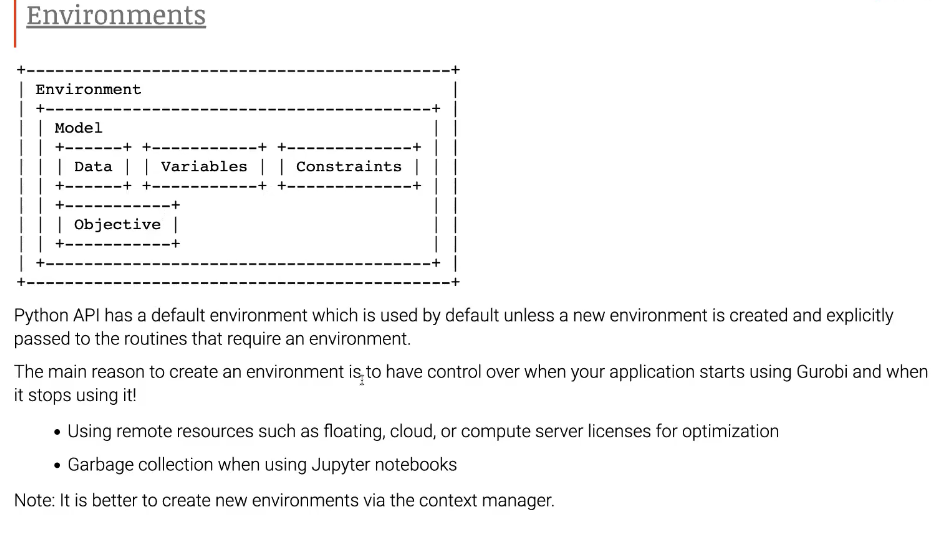 Environments
+--------------------------------------------+
| Environment                                |
| +----------------------------------------+ |
| | Model                                  | |
| | +------+ +-----------+ +-------------+ | |
| | | Data | | Variables | | Constraints | | |
| | +------+ +-----------+ +-------------+ | |
| | +-----------+                          | |
| | | Objective |                          | |
| | +-----------+                          | |
| +----------------------------------------+ |
+--------------------------------------------+
Python API has a default environment which is used by default unless a new environment is created and explicitly
passed to the routines that require an environment.
The main reason to create an environment is to have control over when your application starts using Gurobi and when
it stops using it!
• Using remote resources such as floating, cloud, or compute server licenses for optimization
• Garbage collection when using Jupyter notebooks
Note: It is better to create new environments via the context manager.